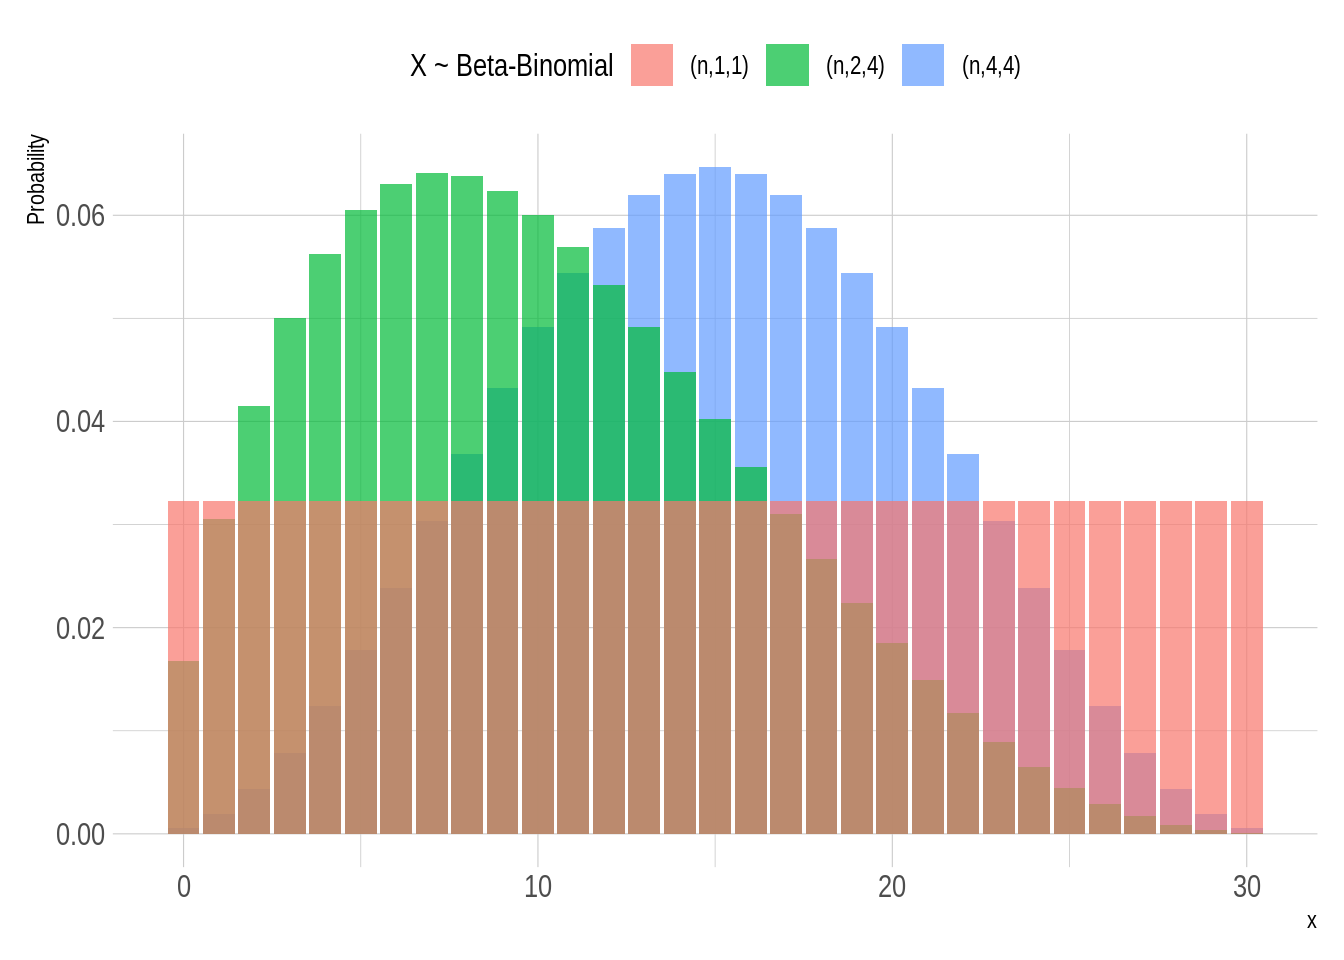 X ~ Beta-Binomial (n,1,1) (n,2,4) (n,4,4)
Probability
0.06
0.04
0.02
0.00
0 10 20 30
x